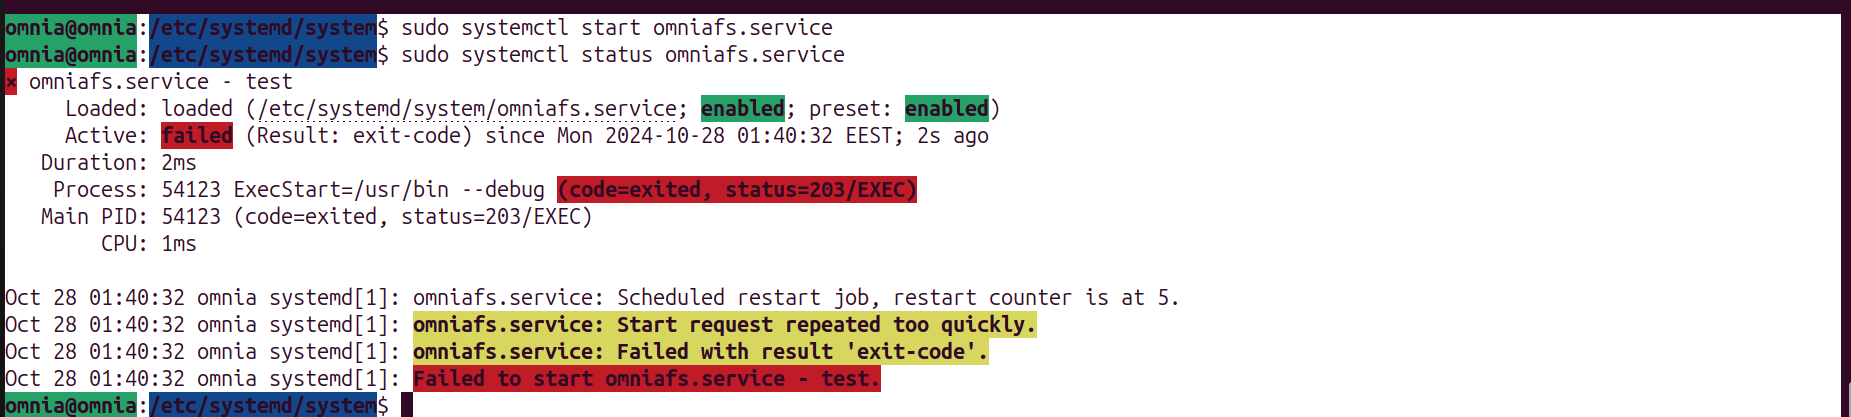 omnia@omnia:/etc/systemd/system$ sudo systemctl start omniafs.service
omnia@omnia:/etc/systemd/system$ sudo systemctl status omniafs.service
× omniafs.service - test
     Loaded: loaded (/etc/systemd/system/omniafs.service; enabled; preset: enabled)
     Active: failed (Result: exit-code) since Mon 2024-10-28 01:40:32 EEST; 2s ago
   Duration: 2ms
    Process: 54123 ExecStart=/usr/bin --debug (code=exited, status=203/EXEC)
   Main PID: 54123 (code=exited, status=203/EXEC)
        CPU: 1ms

Oct 28 01:40:32 omnia systemd[1]: omniafs.service: Scheduled restart job, restart counter is at 5.
Oct 28 01:40:32 omnia systemd[1]: omniafs.service: Start request repeated too quickly.
Oct 28 01:40:32 omnia systemd[1]: omniafs.service: Failed with result 'exit-code'.
Oct 28 01:40:32 omnia systemd[1]: Failed to start omniafs.service - test.
omnia@omnia:/etc/systemd/system$